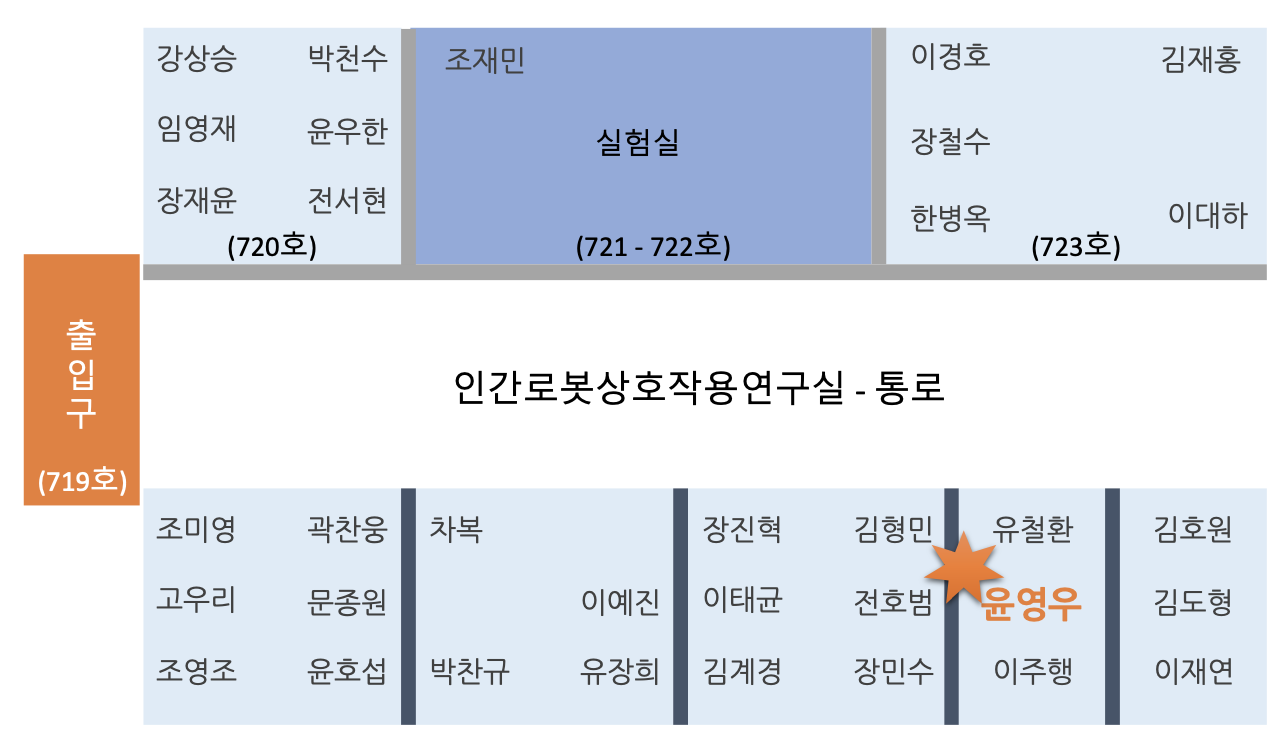 강상승 박천수
임영재 윤우한
장재윤 전서현
(720호)
조재민
실험실
(721 - 722호)
이경호 김재홍
장철수
한병옥 이대하
(723호)
출
입
구
(719호)
인간로봇상호작용연구실 - 통로
조미영 곽찬웅
고우리 문종원
조영조 윤호섭
차복
이예진
박찬규 유장희
장진혁 김형민
이태균 전호범
김계경 장민수
유철환
윤영우
이주행
김호원
김도형
이재연